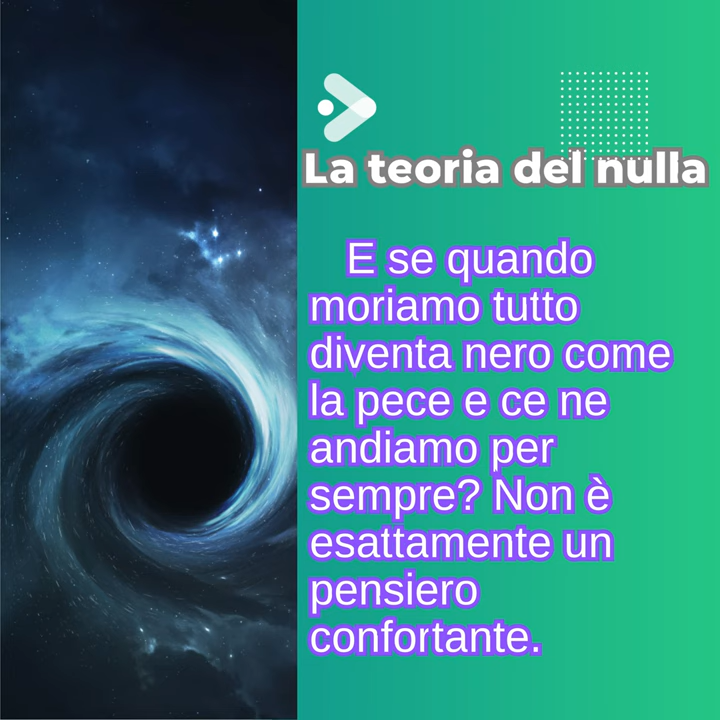 La teoria del nulla
E se quando
moriamo tutto
diventa nero come
la pece e ce ne
andiamo per
sempre? Non è
esattamente un
pensiero
confortante.